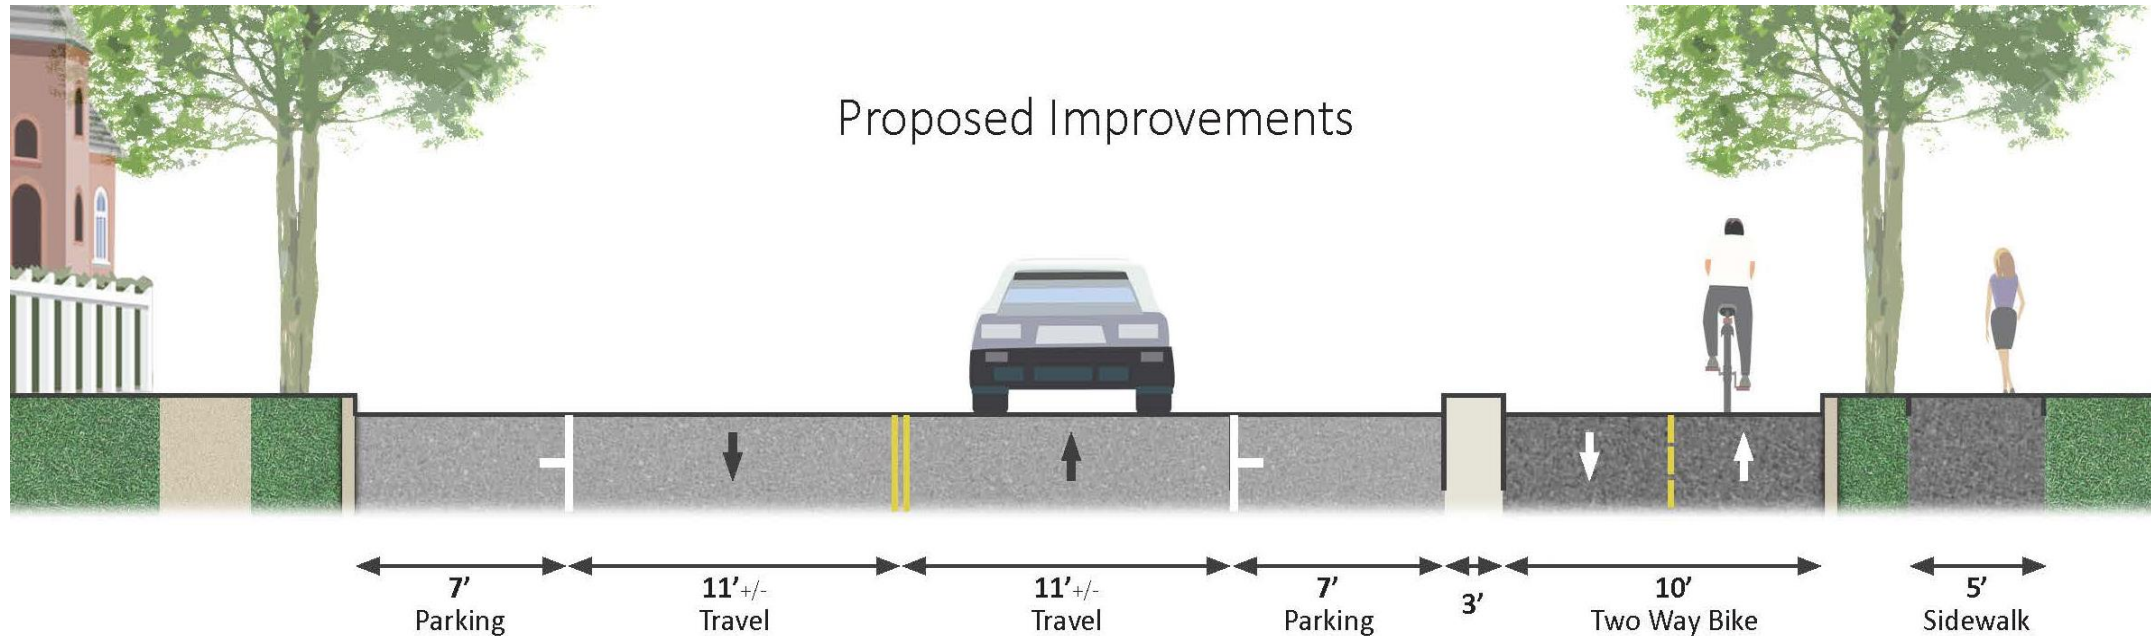 Proposed Improvements
7’
Parking
11’+/-
Travel
11’+/-
Travel
7’
Parking
3’
10’
Two Way Bike
5’
Sidewalk